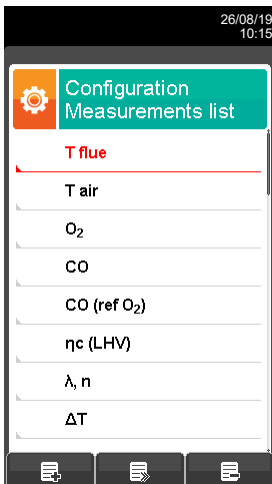 26/08/19
10:15
Configuration
Measurements list
T flue
T air
O₂
CO
CO (ref O₂)
ηc (LHV)
λ, n
ΔT